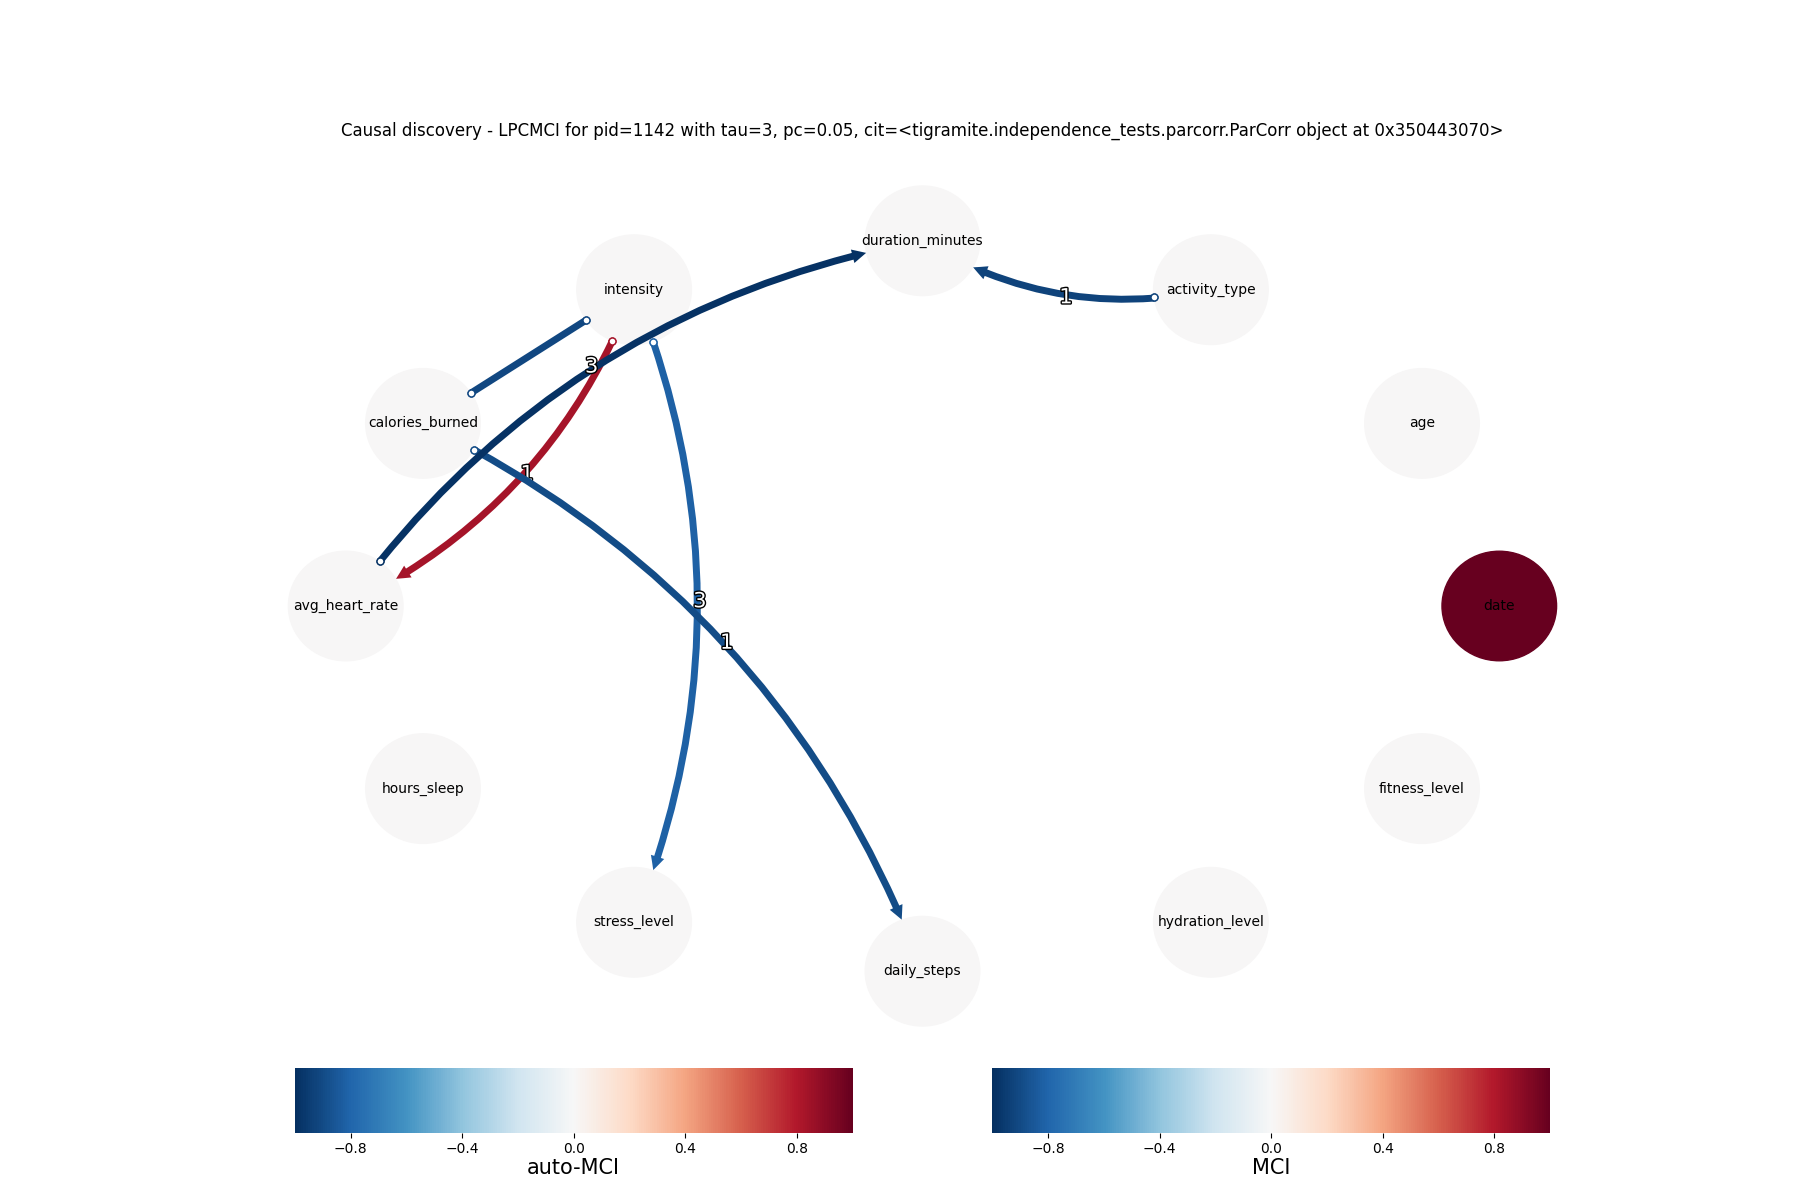 Causal discovery - LPCMCI for pid=1142 with tau=3, pc=0.05, cit=<tigramite.independence_tests.parcorr.ParCorr object at 0x350443070>
duration_minutes
intensity
activity_type
1
3
calories_burned
age
1
avg_heart_rate
date
3
1
hours_sleep
fitness_level
stress_level
hydration_level
daily_steps
−0.8 −0.4 0.0 0.4 0.8
auto-MCI
−0.8 −0.4 0.0 0.4 0.8
MCI